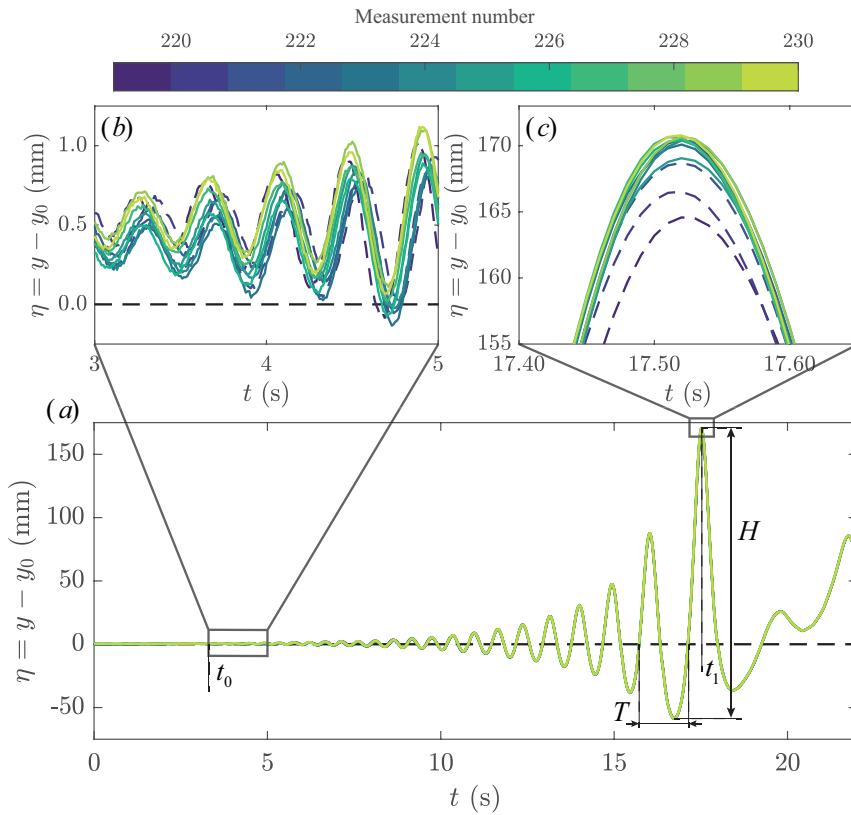 Measurement number
220 222 224 226 228 230
(b)
(c)
η = y − y₀ (mm)
1.0
0.5
0.0
3 4 5
t (s)
η = y − y₀ (mm)
170
165
160
155
17.40 17.50 17.60
t (s)
(a)
η = y − y₀ (mm)
150
100
50
0
-50
t₀
T
t₁
H
0 5 10 15 20
t (s)